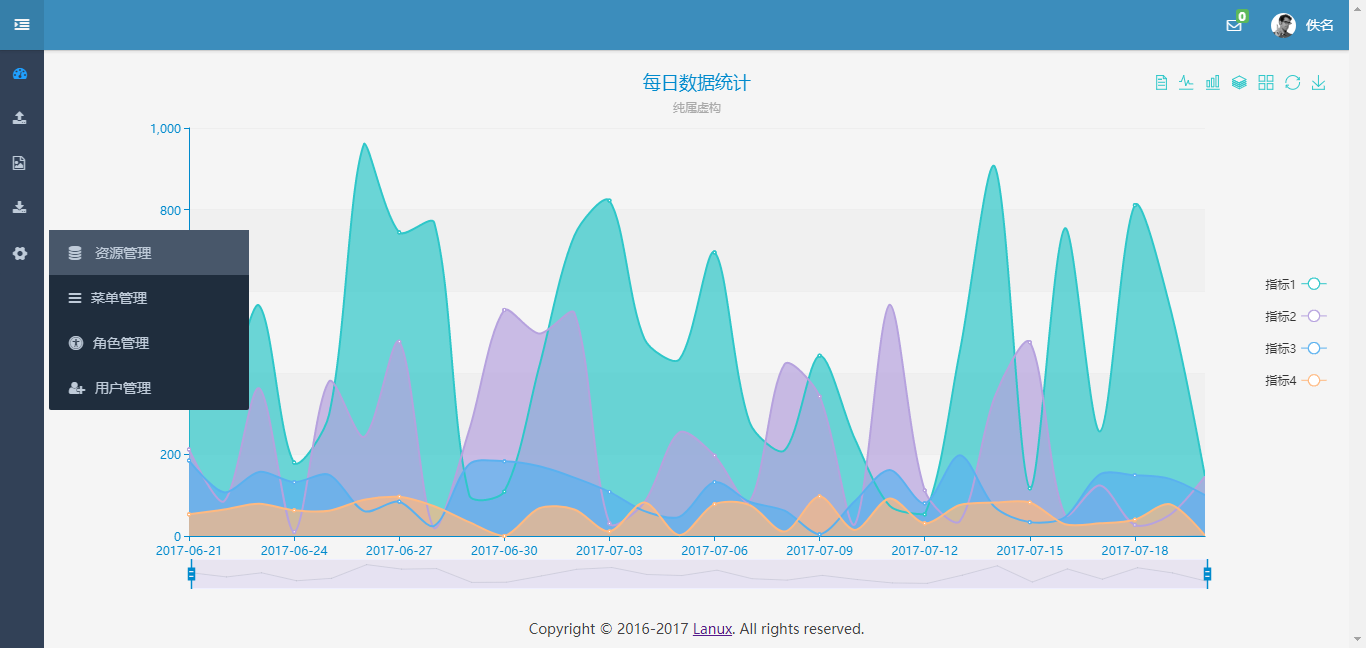 0
佚名
每日数据统计
纯属虚构
1,000
800
200
0
资源管理
菜单管理
角色管理
用户管理
指标1
指标2
指标3
指标4
2017-06-21 2017-06-24 2017-06-27 2017-06-30 2017-07-03 2017-07-06 2017-07-09 2017-07-12 2017-07-15 2017-07-18
Copyright © 2016-2017 Lanux. All rights reserved.